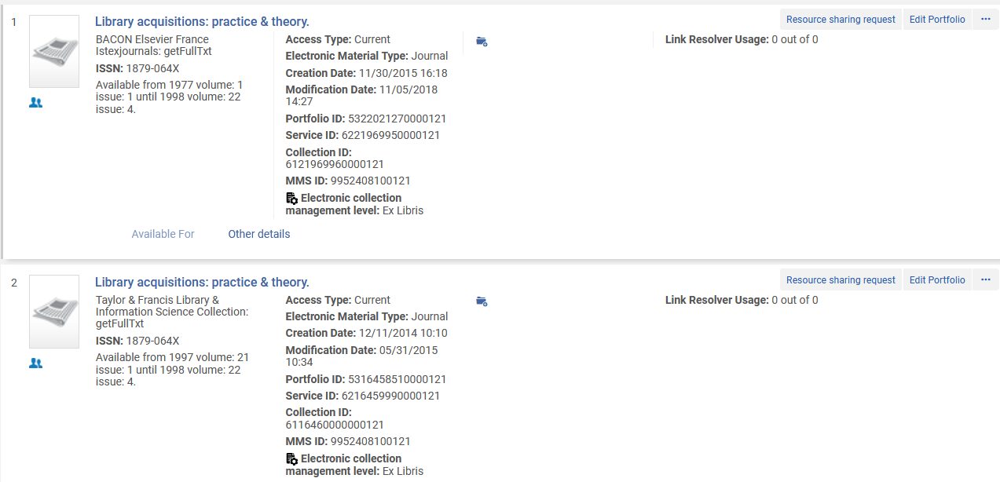 1
Library acquisitions: practice & theory.
BACON Elsevier France
Istexjournals: getFullTxt
ISSN: 1879-064X
Available from 1977 volume: 1
issue: 1 until 1998 volume: 22
issue: 4.
Access Type: Current
Electronic Material Type: Journal
Creation Date: 11/30/2015 16:18
Modification Date: 11/05/2018
14:27
Portfolio ID: 5322021270000121
Service ID: 6221969950000121
Collection ID:
6121969960000121
MMS ID: 9952408100121
Electronic collection
management level: Ex Libris
Resource sharing request
Edit Portfolio
Link Resolver Usage: 0 out of 0
Available For
Other details
2
Library acquisitions: practice & theory.
Taylor & Francis Library &
Information Science Collection:
getFullTxt
ISSN: 1879-064X
Available from 1997 volume: 21
issue: 1 until 1998 volume: 22
issue: 4.
Access Type: Current
Electronic Material Type: Journal
Creation Date: 12/11/2014 10:10
Modification Date: 05/31/2015
10:34
Portfolio ID: 5316458510000121
Service ID: 6216459990000121
Collection ID:
6116460000000121
MMS ID: 9952408100121
Electronic collection
management level: Ex Libris
Resource sharing request
Edit Portfolio
Link Resolver Usage: 0 out of 0